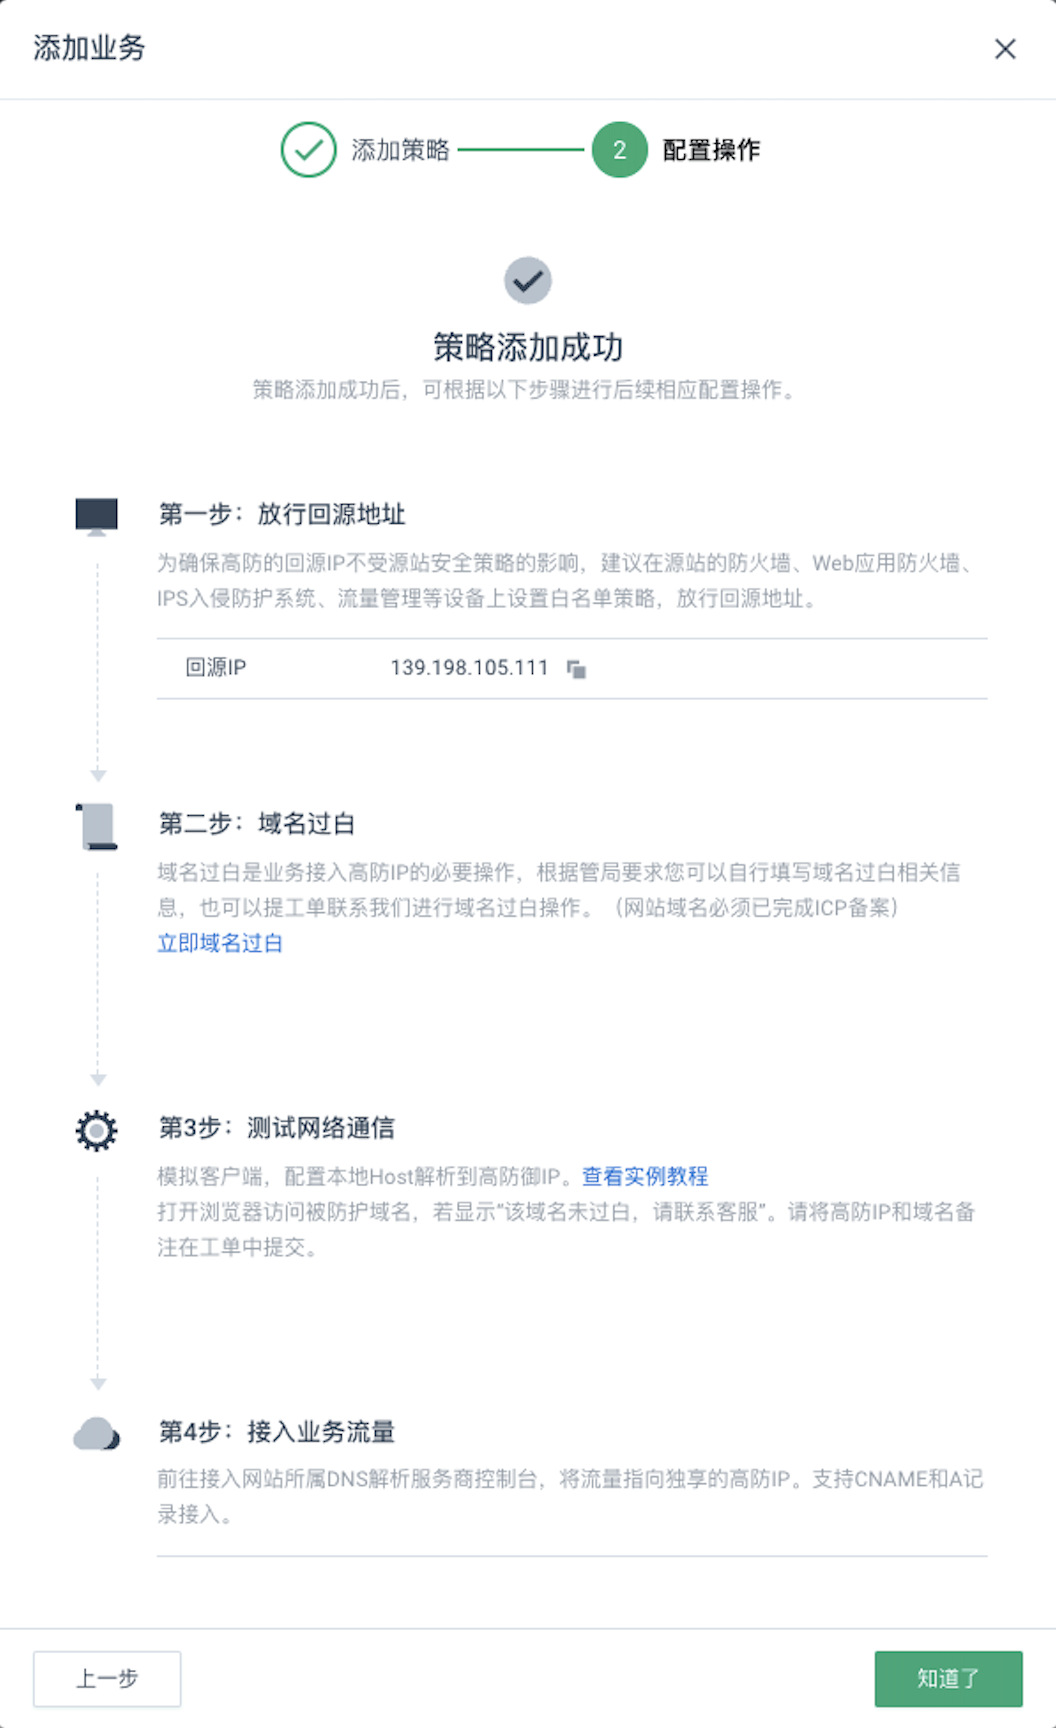 添加业务
添加策略
2
配置操作
策略添加成功
策略添加成功后，可根据以下步骤进行后续相应配置操作。
第一步：放行回源地址
为确保高防的回源IP不受源站安全策略的影响，建议在源站的防火墙、Web应用防火墙、
IPS入侵防护系统、流量管理等设备上设置白名单策略，放行回源地址。
回源IP 139.198.105.111
第二步：域名过白
域名过白是业务接入高防IP的必要操作，根据管局要求您可以自行填写域名过白相关信
息，也可以提工单联系我们进行域名过白操作。（网站域名必须已完成ICP备案）
立即域名过白
第3步：测试网络通信
模拟客户端，配置本地Host解析到高防御IP。查看实例教程
打开浏览器访问被防护域名，若显示”该域名未过白，请联系客服”。请将高防IP和域名备
注在工单中提交。
第4步：接入业务流量
前往接入网站所属DNS解析服务商控制台，将流量指向独享的高防IP。支持CNAME和A记
录接入。
上一步
知道了